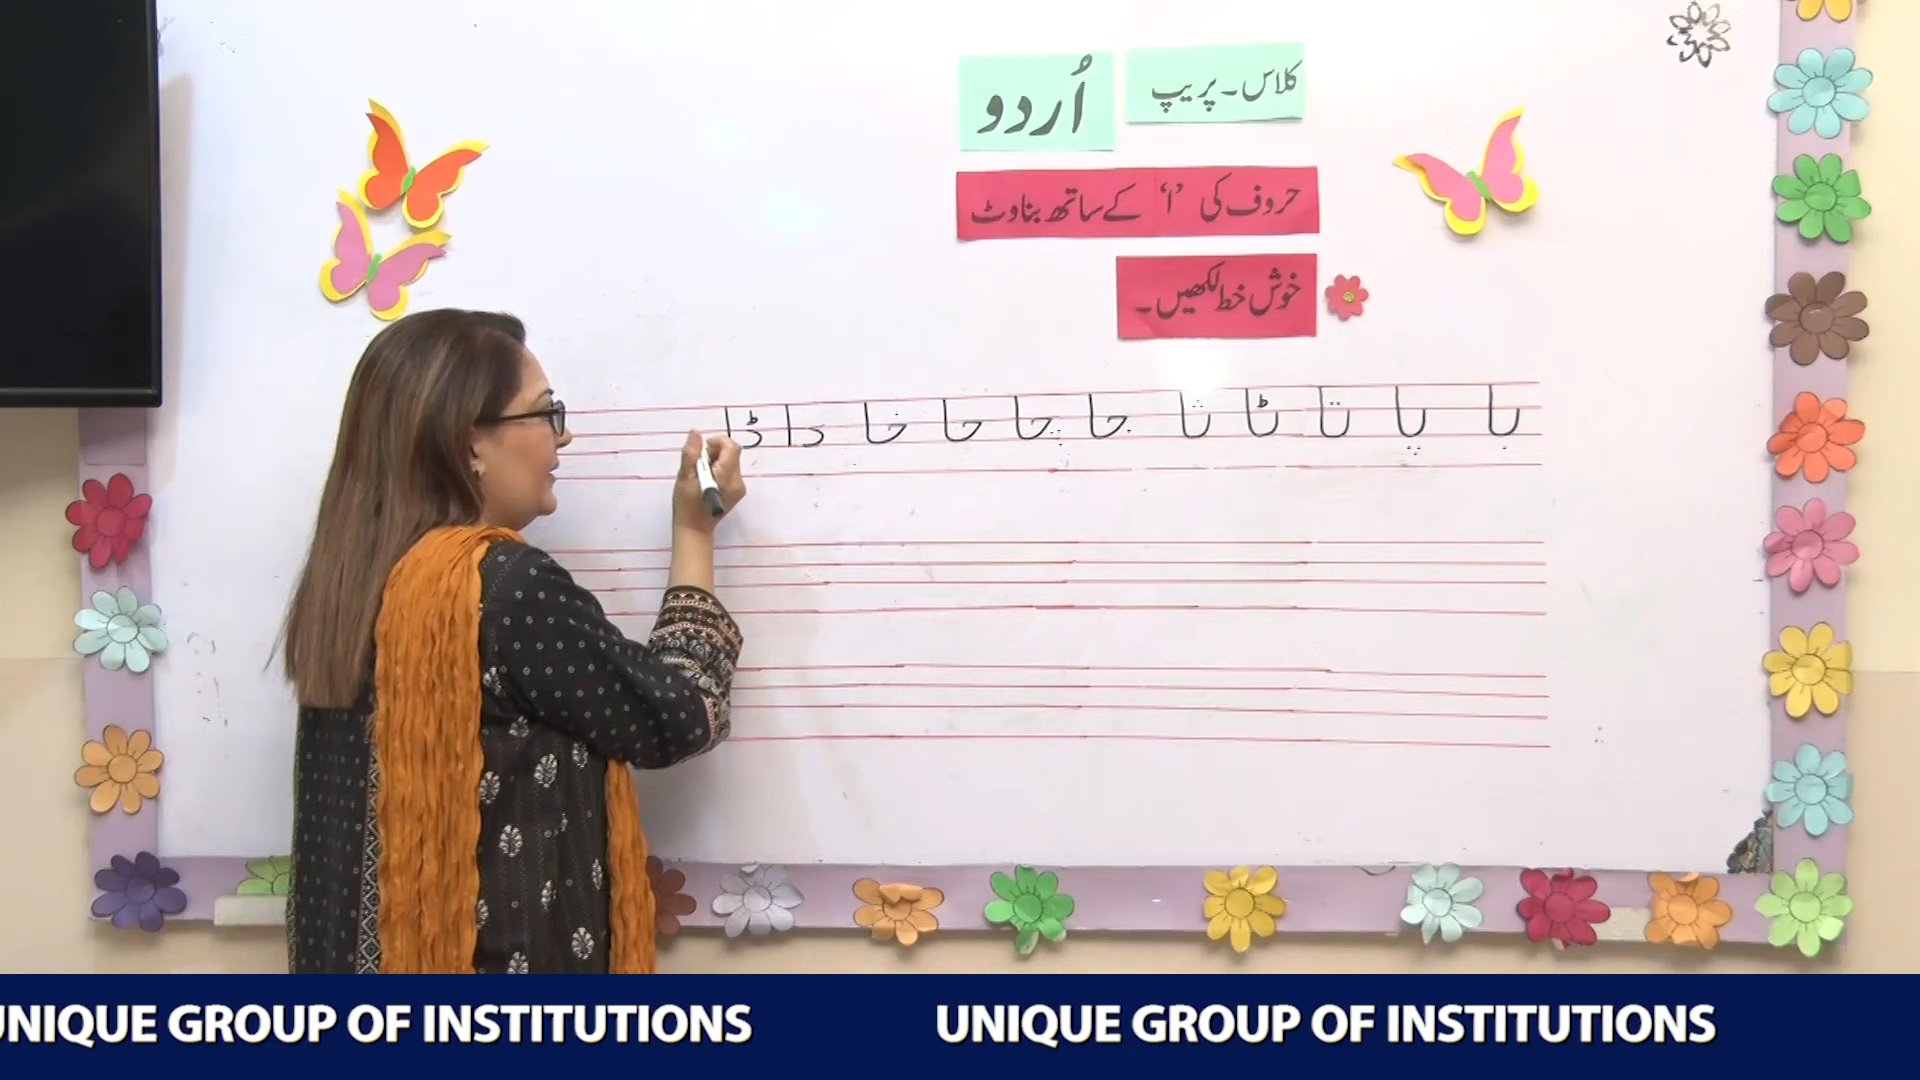 کلاس۔ پریپ
اُردو
حروف کی ’ا‘ کے ساتھ بناوٹ
خوش خط لکھیں۔
با پا تا ٹا ثا جا چا حا خا دا ڈا
UNIQUE GROUP OF INSTITUTIONS UNIQUE GROUP OF INSTITUTIONS